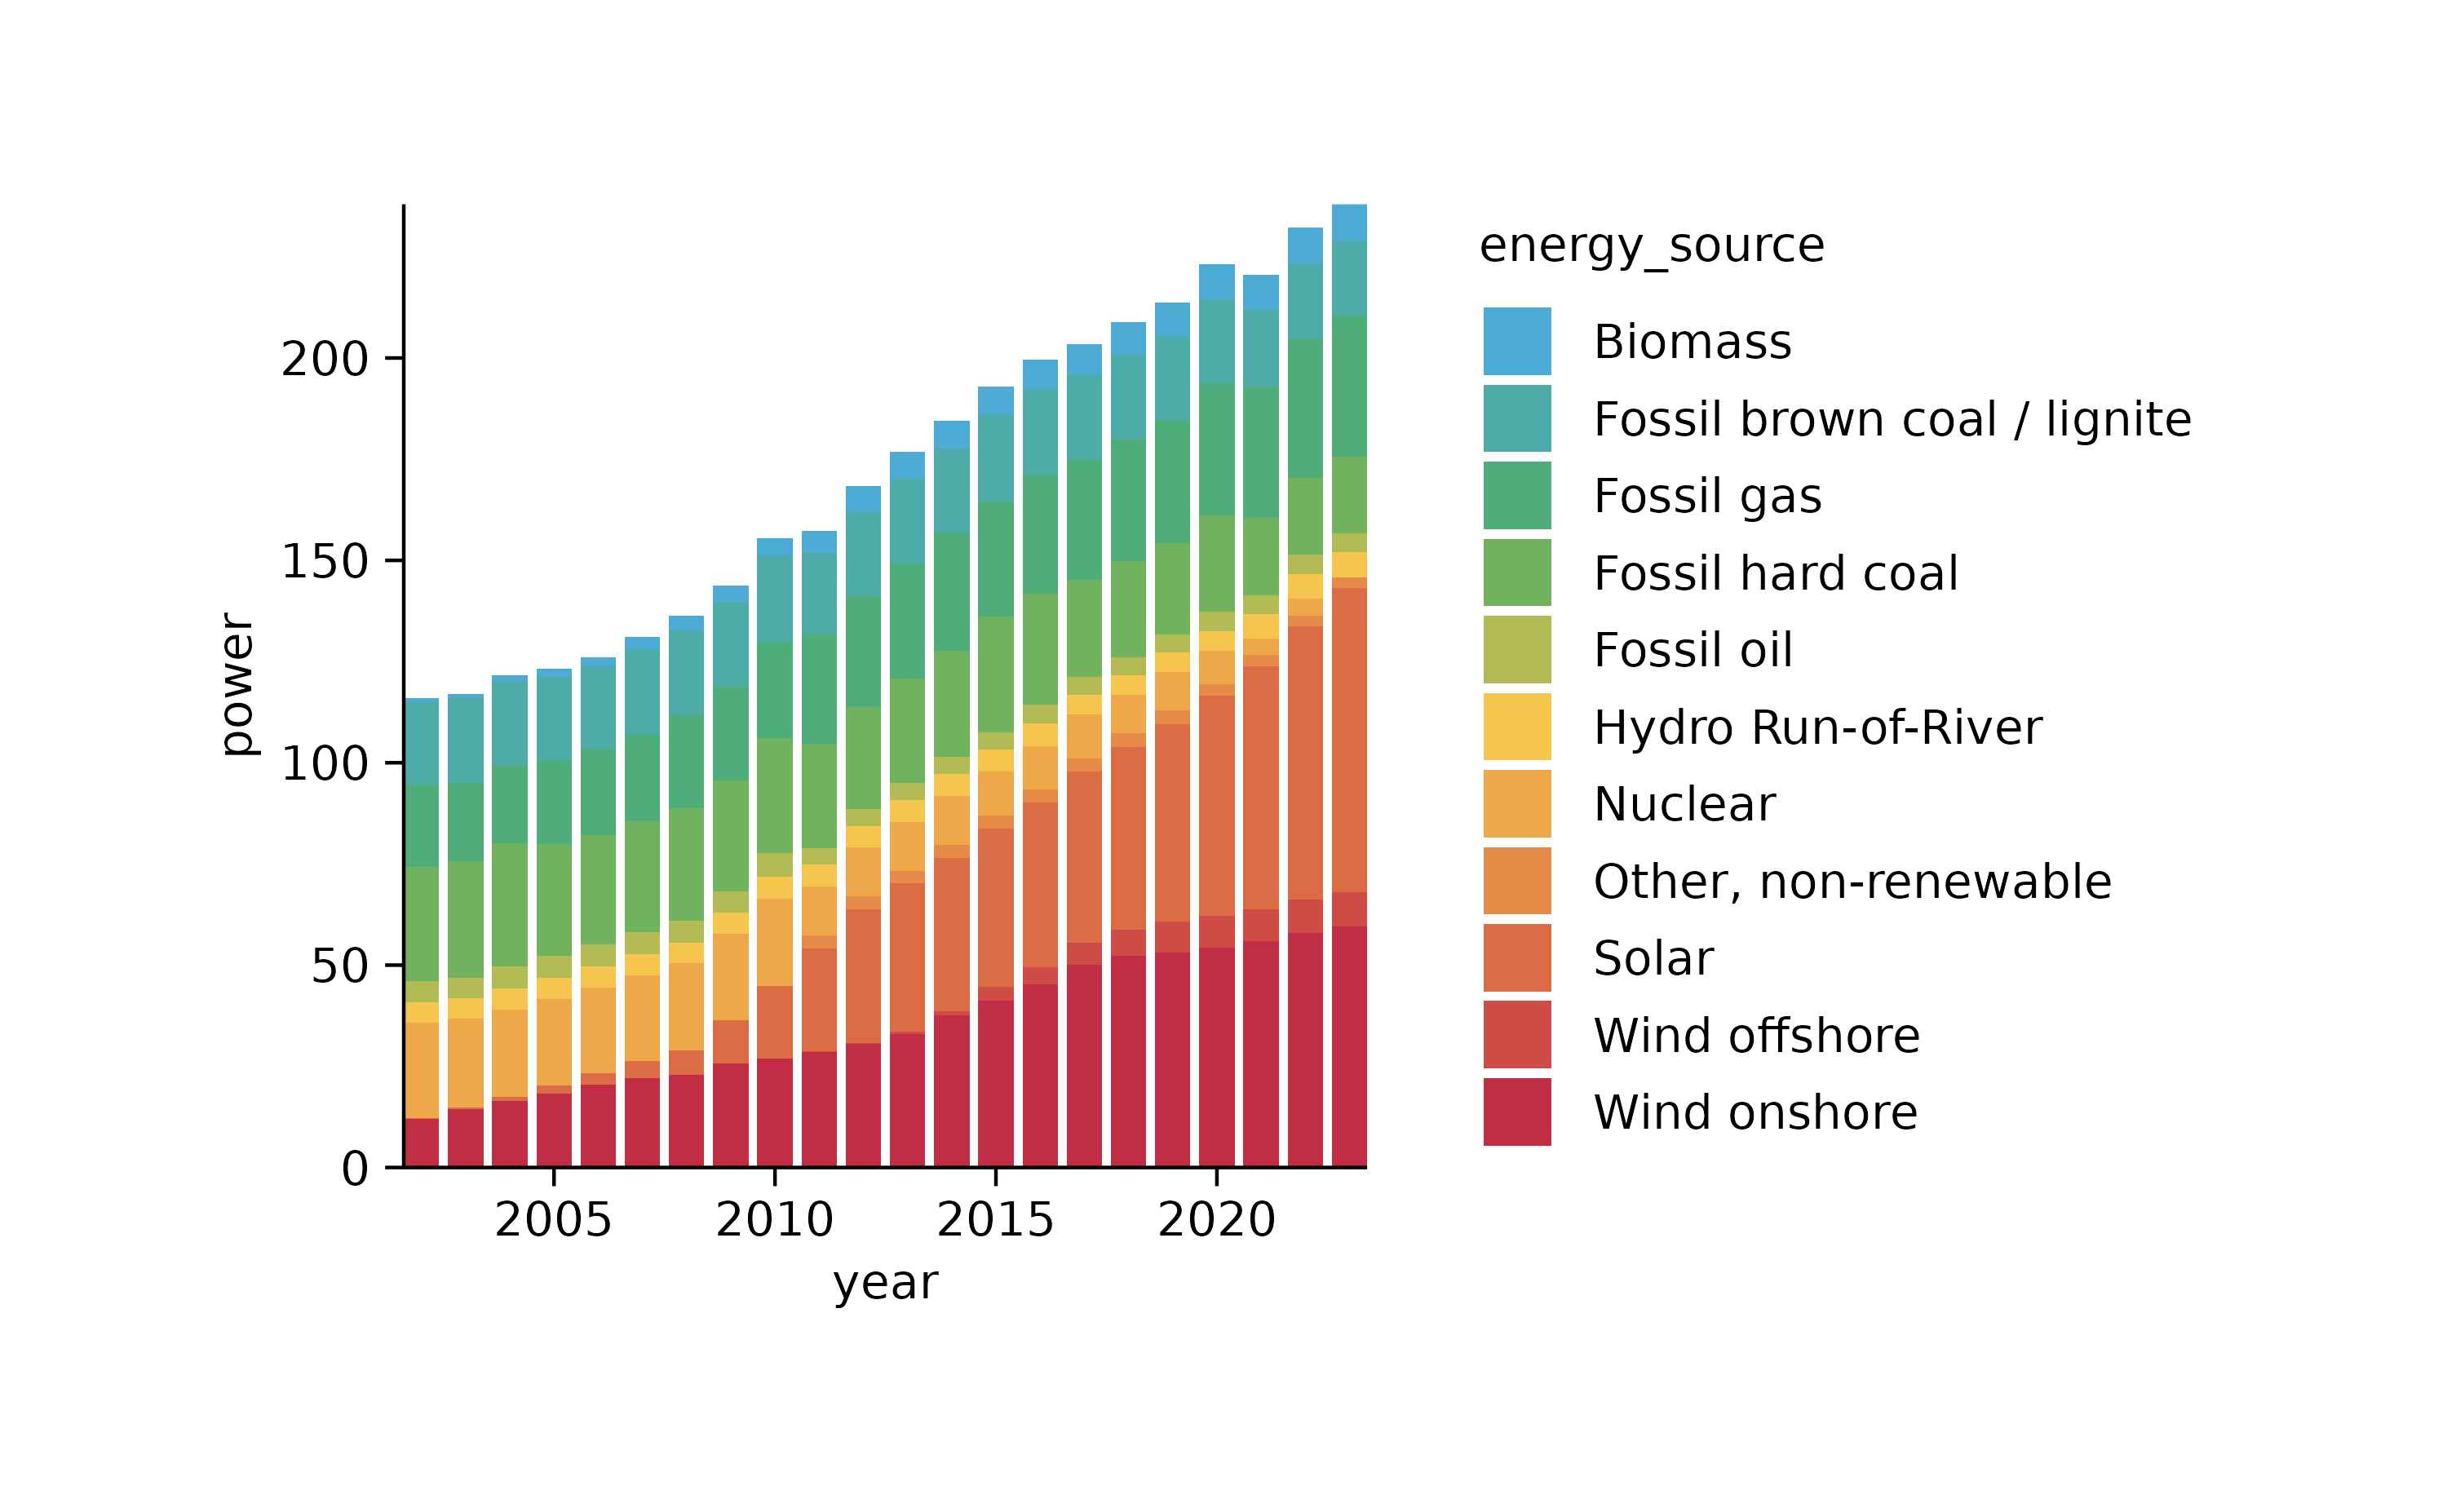 energy_source
Biomass
Fossil brown coal / lignite
Fossil gas
Fossil hard coal
Fossil oil
Hydro Run-of-River
Nuclear
Other, non-renewable
Solar
Wind offshore
Wind onshore
power
200
150
100
50
0
2005 2010 2015 2020
year